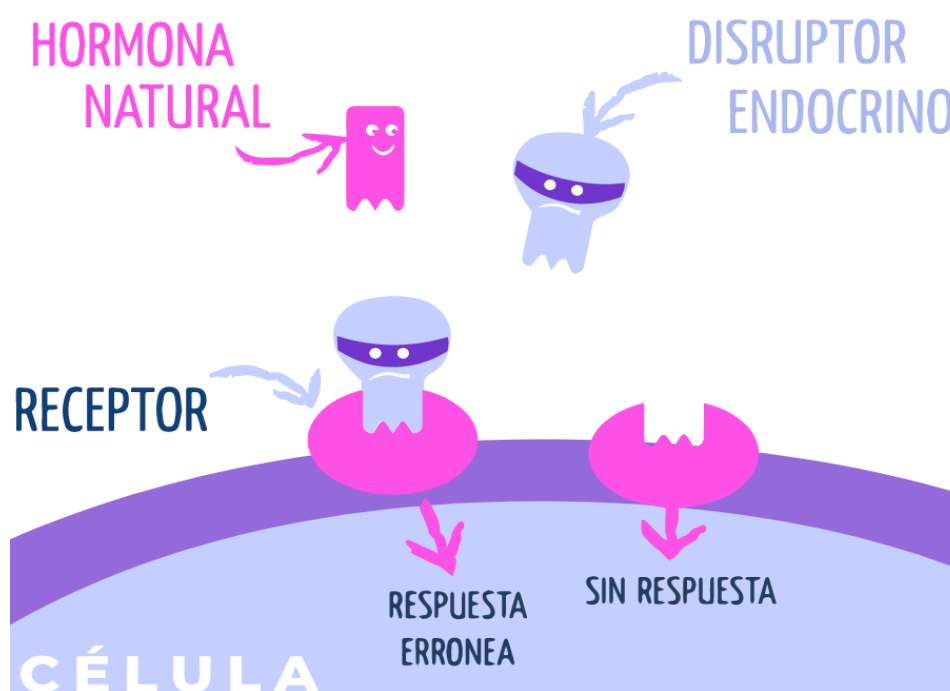 HORMONA
NATURAL
DISRUPTOR
ENDOCRINO
RECEPTOR
RESPUESTA
ERRONEA
SIN RESPUESTA
CÉLULA